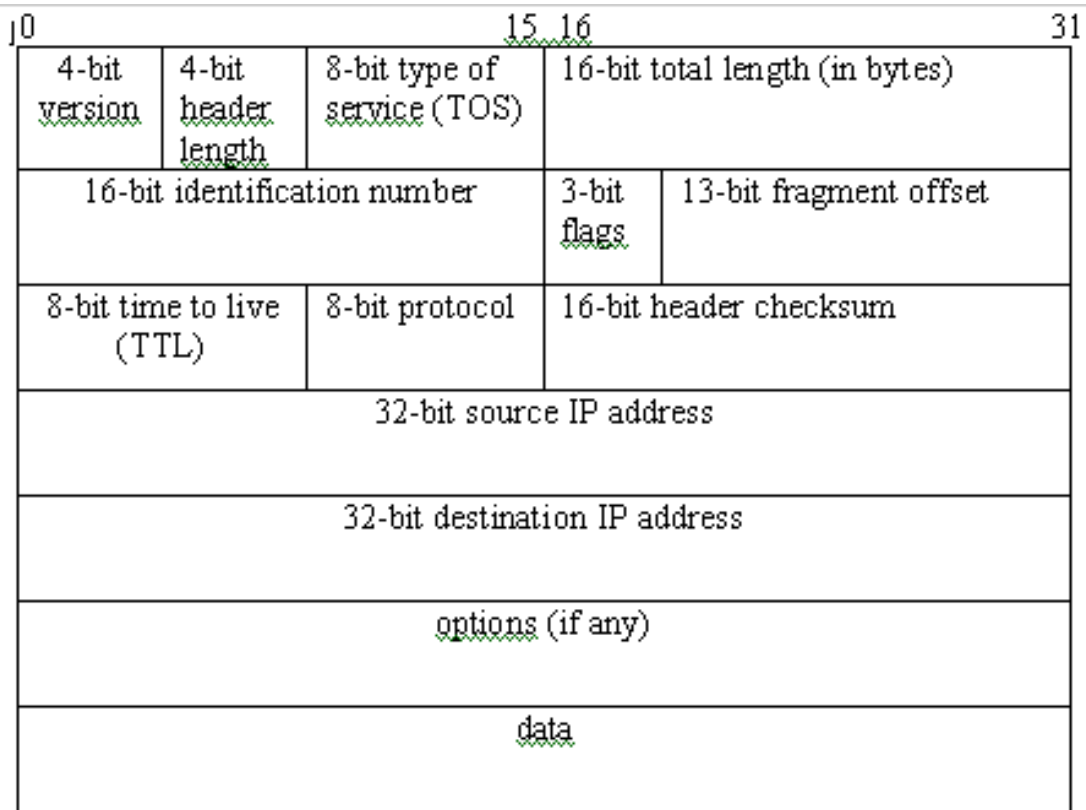 0 15 16 31
4-bit version
4-bit header length
8-bit type of service (TOS)
16-bit total length (in bytes)
16-bit identification number
3-bit flags
13-bit fragment offset
8-bit time to live (TTL)
8-bit protocol
16-bit header checksum
32-bit source IP address
32-bit destination IP address
options (if any)
data